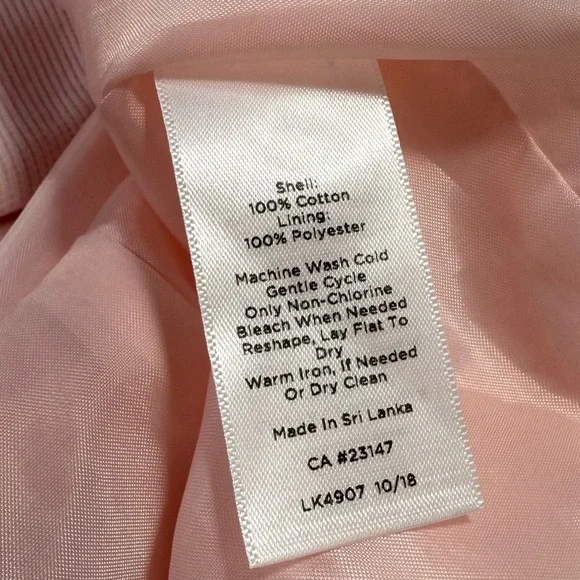 Shell:
100% Cotton
Lining:
100% Polyester
Machine Wash Cold
Gentle Cycle
Only Non-Chlorine
Bleach When Needed
Reshape, Lay Flat To
Dry
Warm Iron, If Needed
Or Dry Clean
Made In Sri Lanka
CA #23147
LK4907 10/18